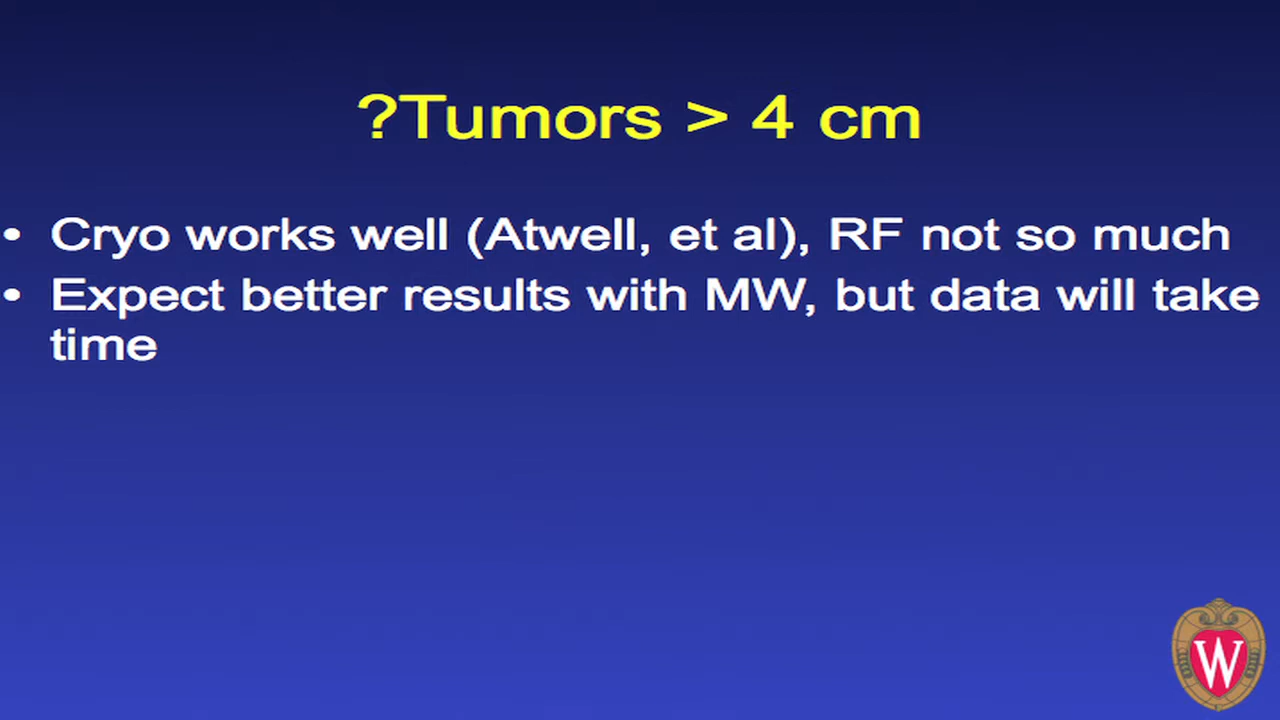 ?Tumors > 4 cm
• Cryo works well (Atwell, et al), RF not so much
• Expect better results with MW, but data will take
time
W